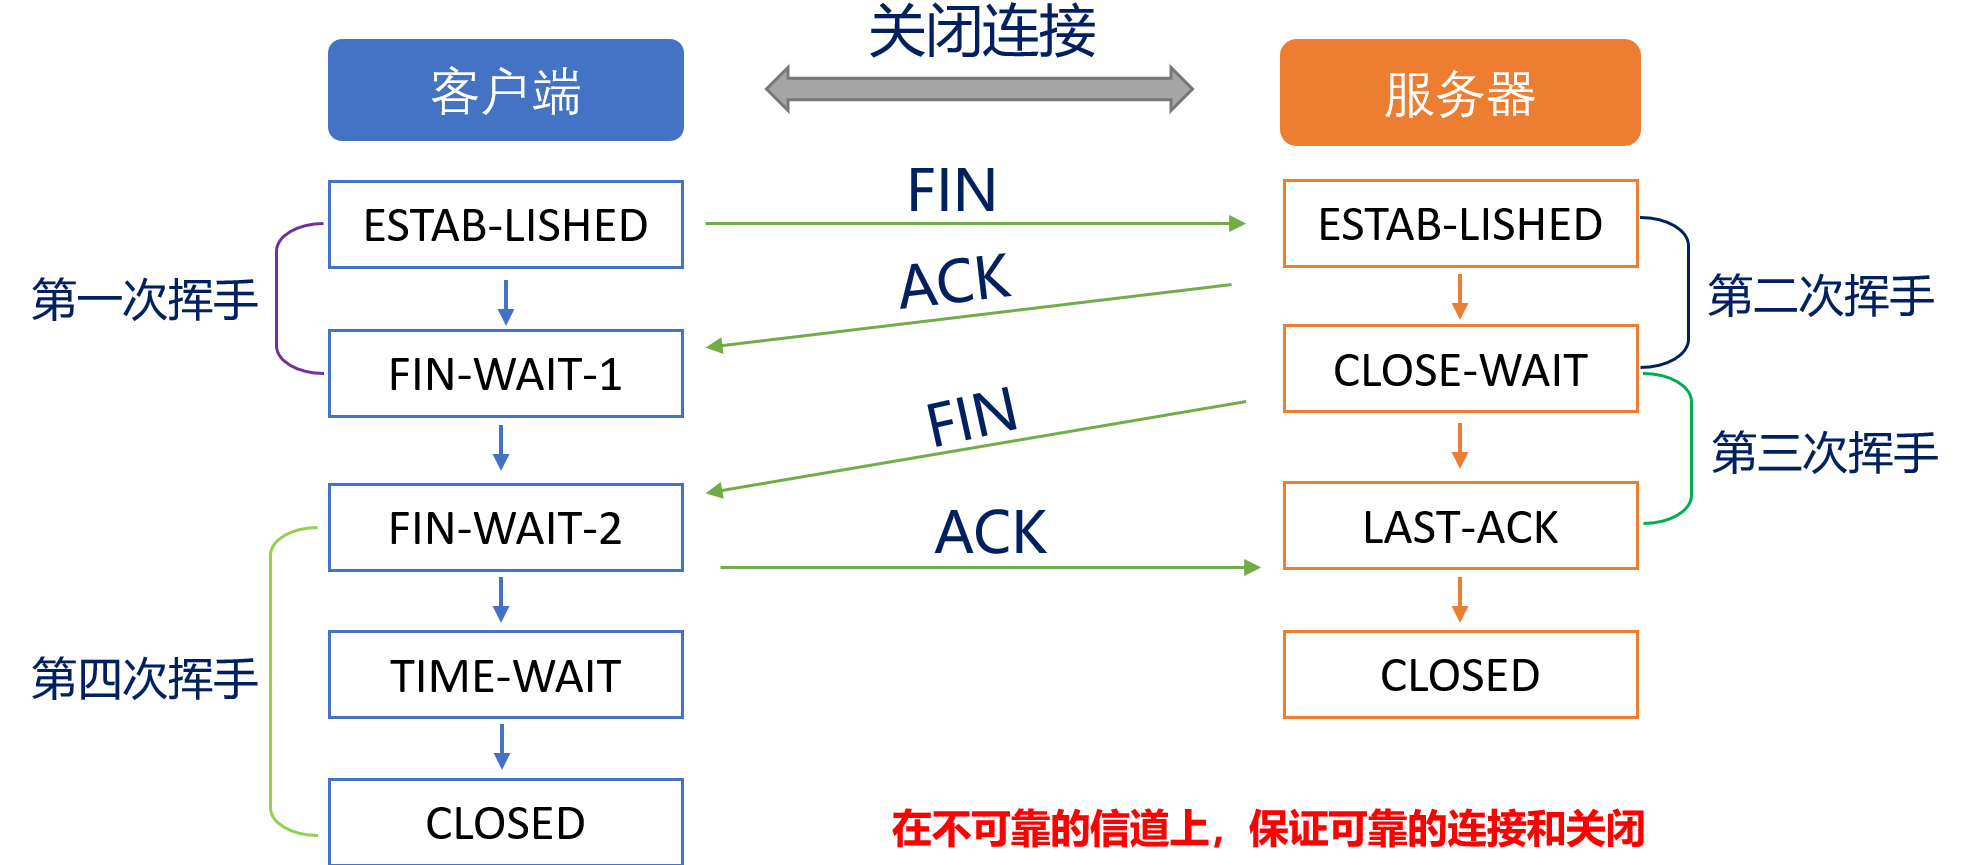 关闭连接
客户端
服务器
FIN
ESTAB-LISHED
ESTAB-LISHED
第一次挥手
ACK
第二次挥手
FIN-WAIT-1
CLOSE-WAIT
FIN
第三次挥手
FIN-WAIT-2
LAST-ACK
ACK
第四次挥手
TIME-WAIT
CLOSED
CLOSED
在不可靠的信道上，保证可靠的连接和关闭